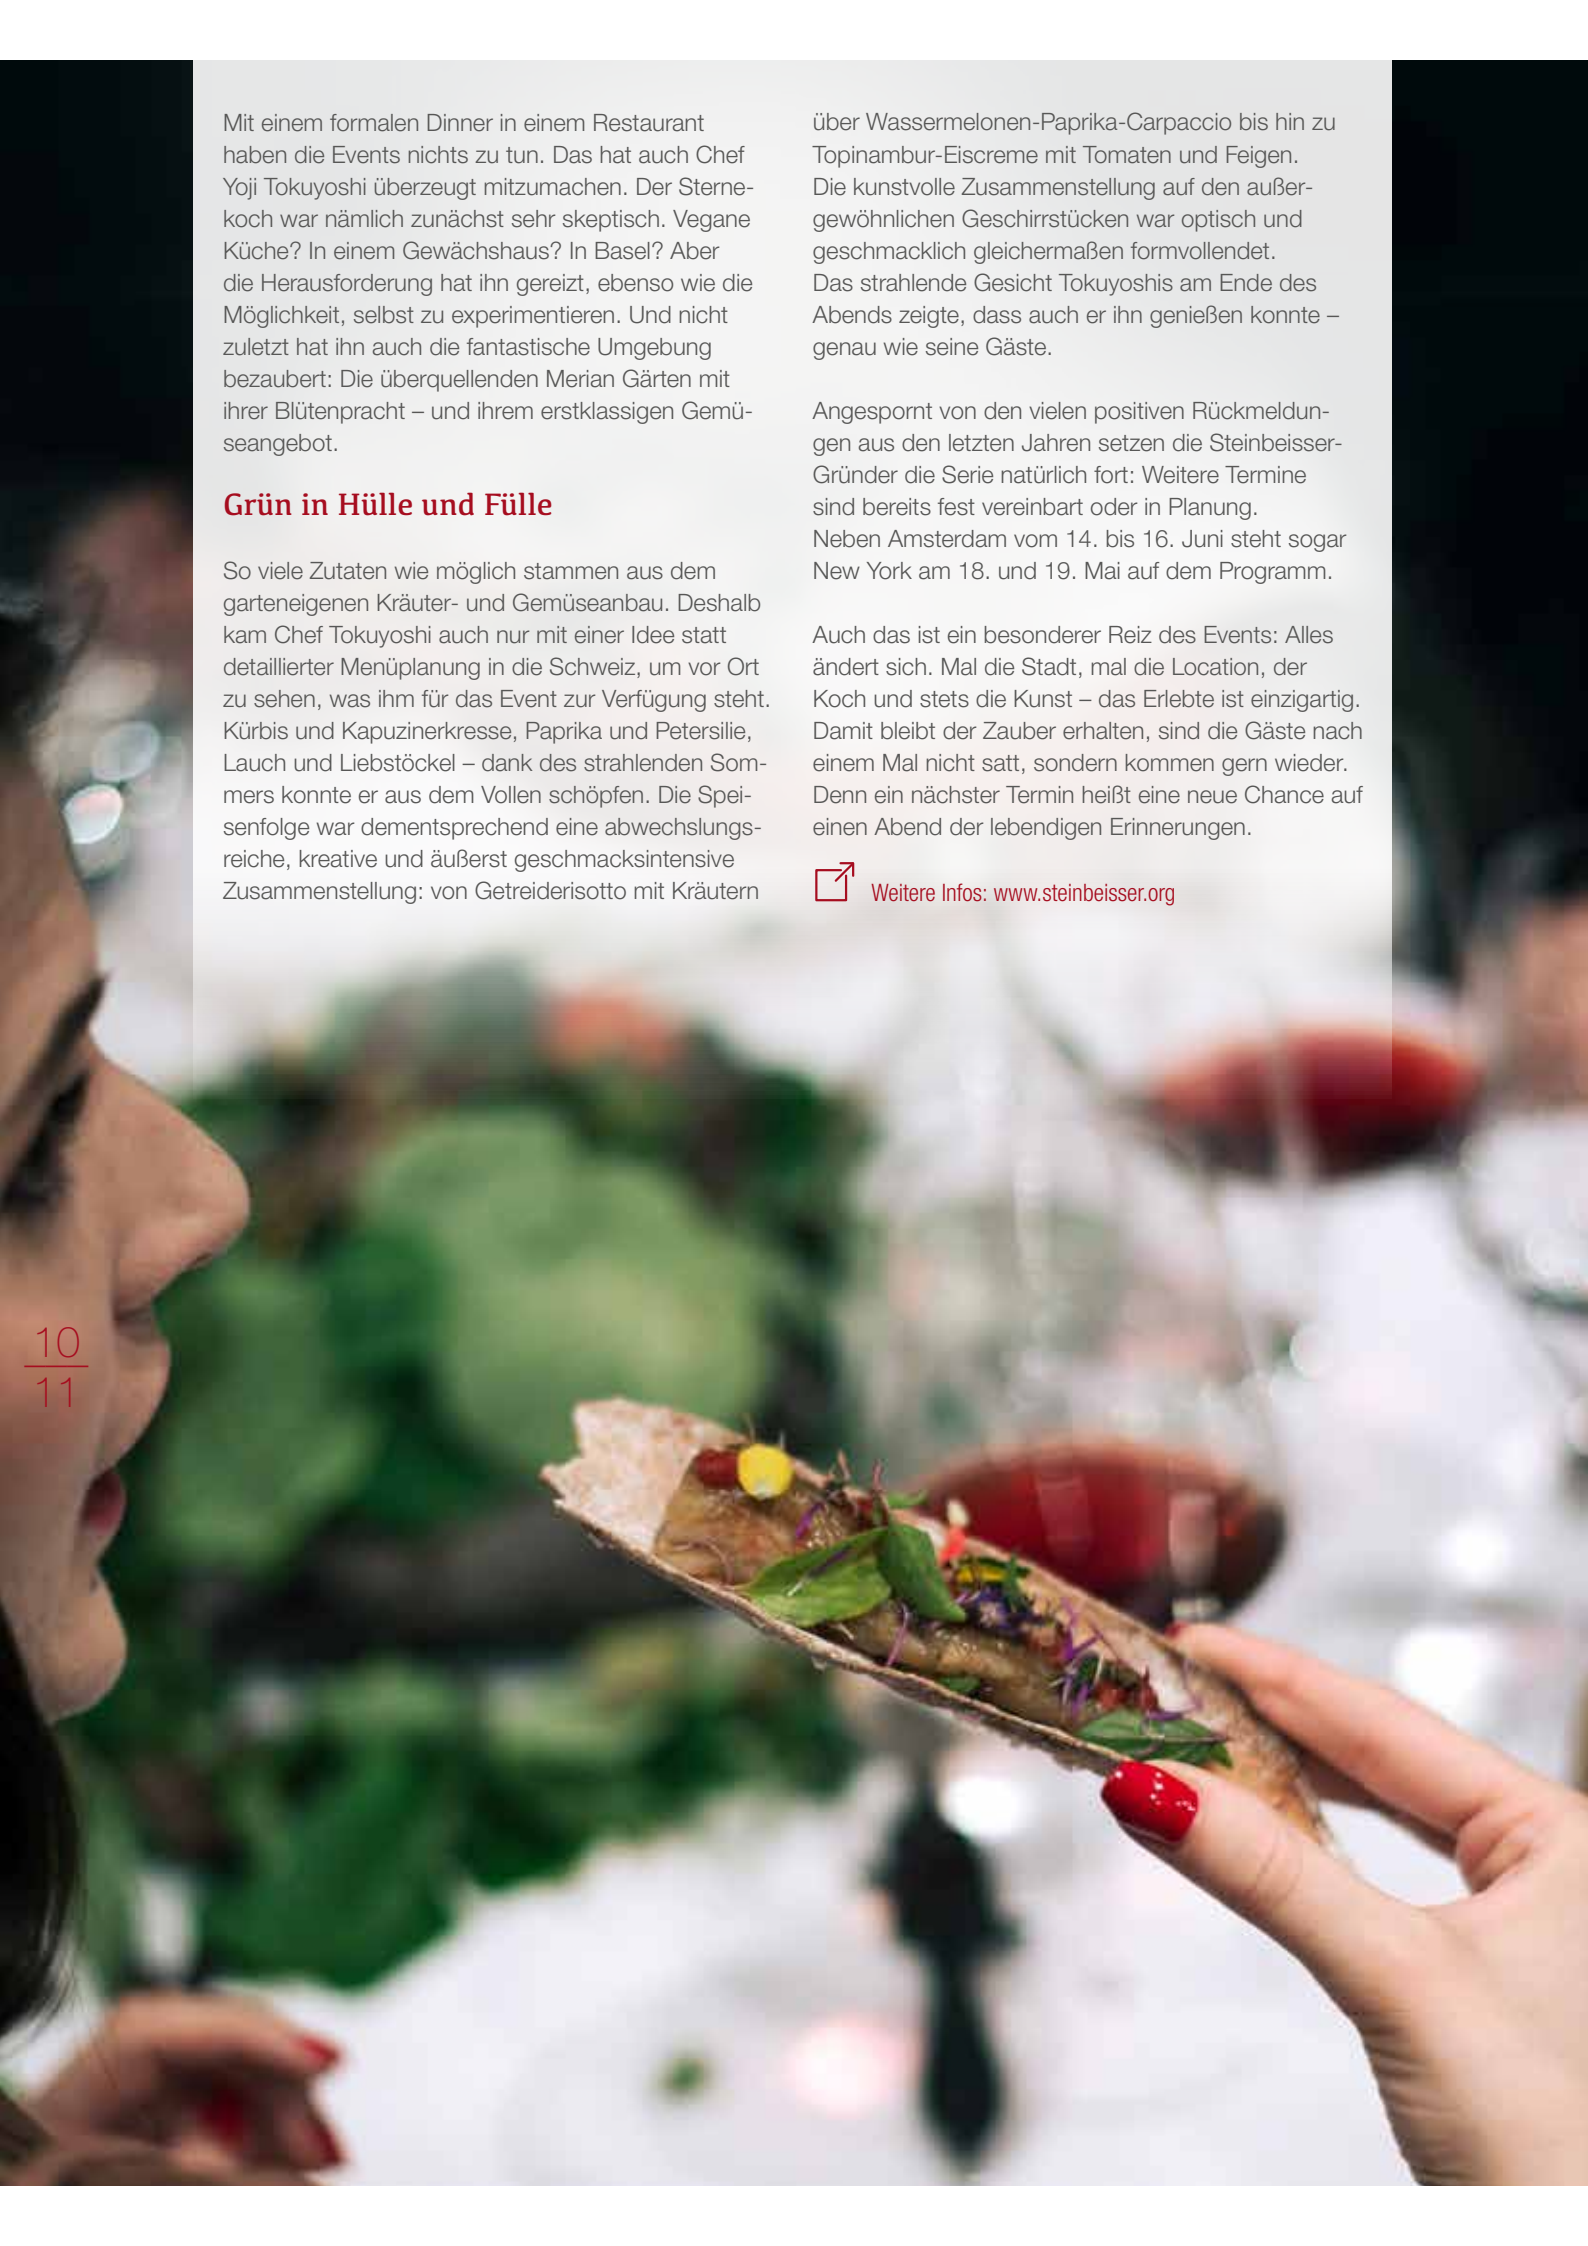 Mit einem formalen Dinner in einem Restaurant
haben die Events nichts zu tun. Das hat auch Chef
Yoji Tokuyoshi überzeugt mitzumachen. Der Sterne-
koch war nämlich zunächst sehr skeptisch. Vegane
Küche? In einem Gewächshaus? In Basel? Aber
die Herausforderung hat ihn gereizt, ebenso wie die
Möglichkeit, selbst zu experimentieren. Und nicht
zuletzt hat ihn auch die fantastische Umgebung
bezaubert: Die überquellenden Merian Gärten mit
ihrer Blütenpracht – und ihrem erstklassigen Gemü-
seangebot.
Grün in Hülle und Fülle
So viele Zutaten wie möglich stammen aus dem
garteneigenen Kräuter- und Gemüseanbau. Deshalb
kam Chef Tokuyoshi auch nur mit einer Idee statt
detaillierter Menüplanung in die Schweiz, um vor Ort
zu sehen, was ihm für das Event zur Verfügung steht.
Kürbis und Kapuzinerkresse, Paprika und Petersilie,
Lauch und Liebstöckel – dank des strahlenden Som-
mers konnte er aus dem Vollen schöpfen. Die Spei-
senfolge war dementsprechend eine abwechslungs-
reiche, kreative und äußerst geschmacksintensive
Zusammenstellung: von Getreiderisotto mit Kräutern
über Wassermelonen-Paprika-Carpaccio bis hin zu
Topinambur-Eiscreme mit Tomaten und Feigen.
Die kunstvolle Zusammenstellung auf den außer-
gewöhnlichen Geschirrstücken war optisch und
geschmacklich gleichermaßen formvollendet.
Das strahlende Gesicht Tokuyoshis am Ende des
Abends zeigte, dass auch er ihn genießen konnte –
genau wie seine Gäste.
Angespornt von den vielen positiven Rückmeldun-
gen aus den letzten Jahren setzen die Steinbeisser-
Gründer die Serie natürlich fort: Weitere Termine
sind bereits fest vereinbart oder in Planung.
Neben Amsterdam vom 14. bis 16. Juni steht sogar
New York am 18. und 19. Mai auf dem Programm.
Auch das ist ein besonderer Reiz des Events: Alles
ändert sich. Mal die Stadt, mal die Location, der
Koch und stets die Kunst – das Erlebte ist einzigartig.
Damit bleibt der Zauber erhalten, sind die Gäste nach
einem Mal nicht satt, sondern kommen gern wieder.
Denn ein nächster Termin heißt eine neue Chance auf
einen Abend der lebendigen Erinnerungen.
Weitere Infos: www.steinbeisser.org
10
11